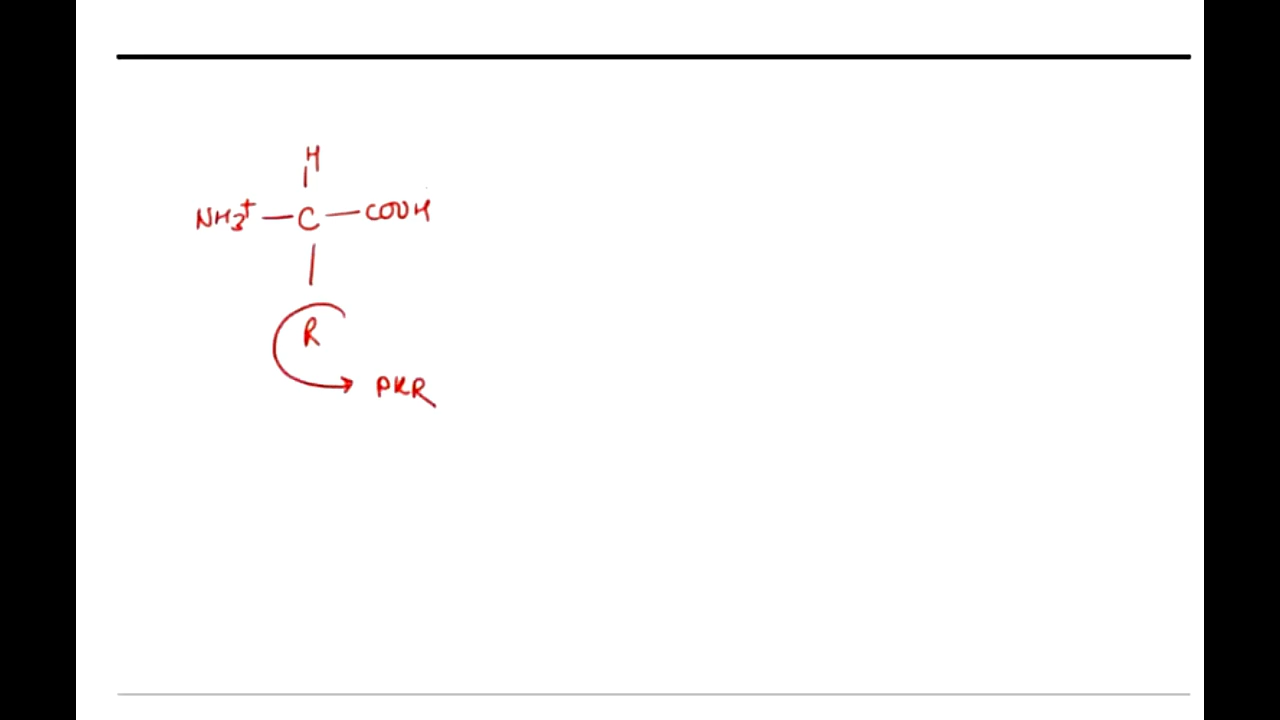 H
NH3+ — C — COOH
R
PKR